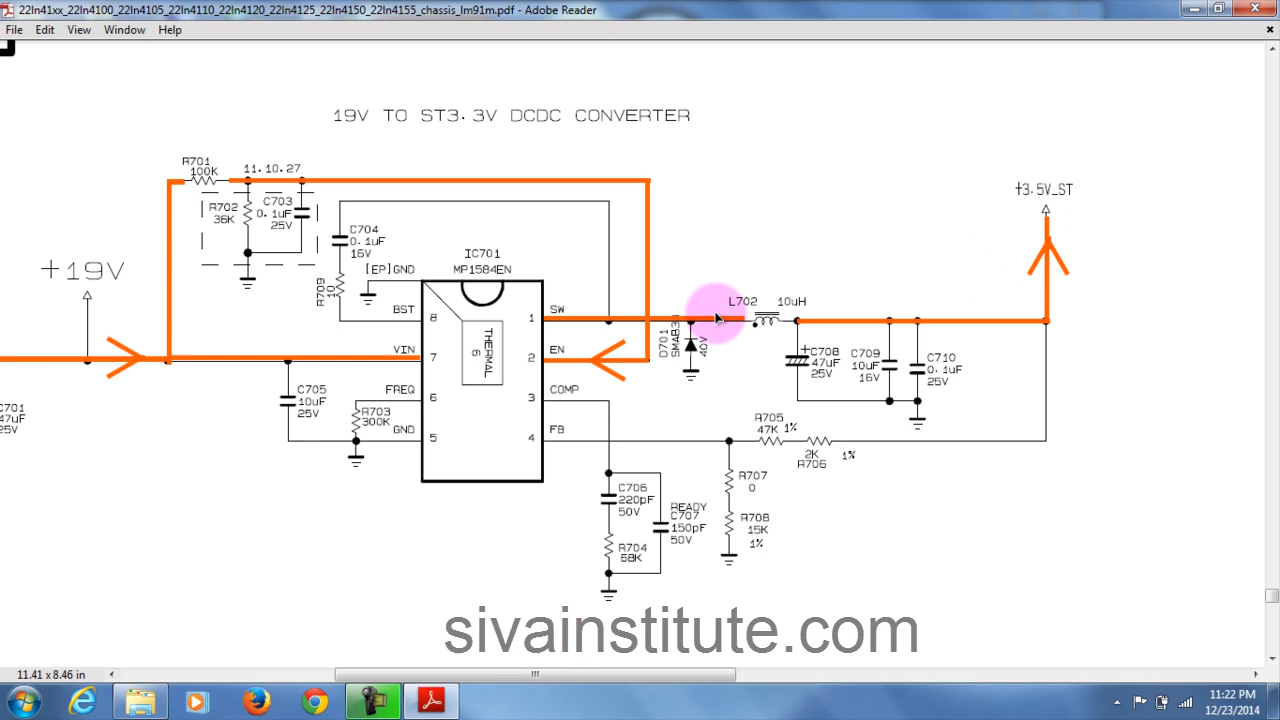 22ln41xx_22ln4100_22ln4105_22ln4110_22ln4120_22ln4125_22ln4150_22ln4155_chassis_lm91m.pdf - Adobe Reader
File Edit View Window Help
19V TO ST3.3V DCDC CONVERTER
R701
100K
11.10.27
R702
36K
C703
0.1uF
25V
C704
0.1uF
16V
R709
10
[EP]GND
IC701
MP1584EN
+19V
+3.5V_ST
BST
8
1
SW
VIN
7
2
EN
FREQ
6
3
COMP
GND
5
4
FB
THERMAL
6
L702 10uH
D701
40V
+
C708
47uF
25V
C709
10uF
16V
C710
0.1uF
25V
C701
47uF
25V
C705
10uF
25V
R703
300K
R705
47K 1%
2K
R706
1%
R707
0
R708
15K
1%
C706
220pF
50V
READY
C707
150pF
50V
R704
68K
sivainstitute.com
11.41 x 8.46 in
11:22 PM
12/23/2014